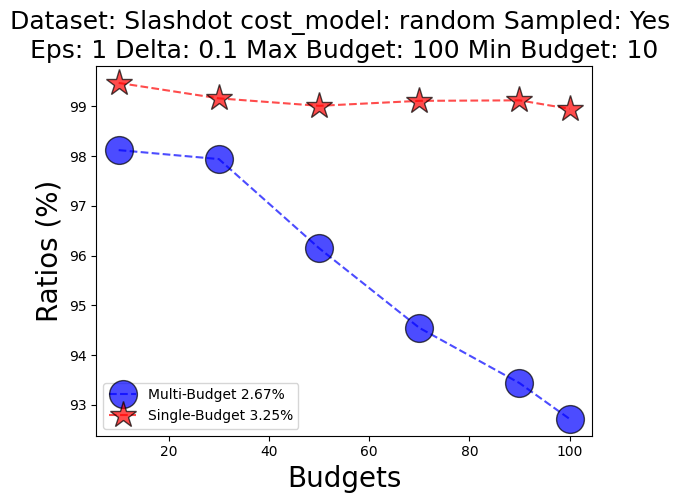 Dataset: Slashdot cost_model: random Sampled: Yes
Eps: 1 Delta: 0.1 Max Budget: 100 Min Budget: 10
Ratios (%)
99
98
97
96
95
94
93
Multi-Budget 2.67%
Single-Budget 3.25%
20
40
60
80
100
Budgets